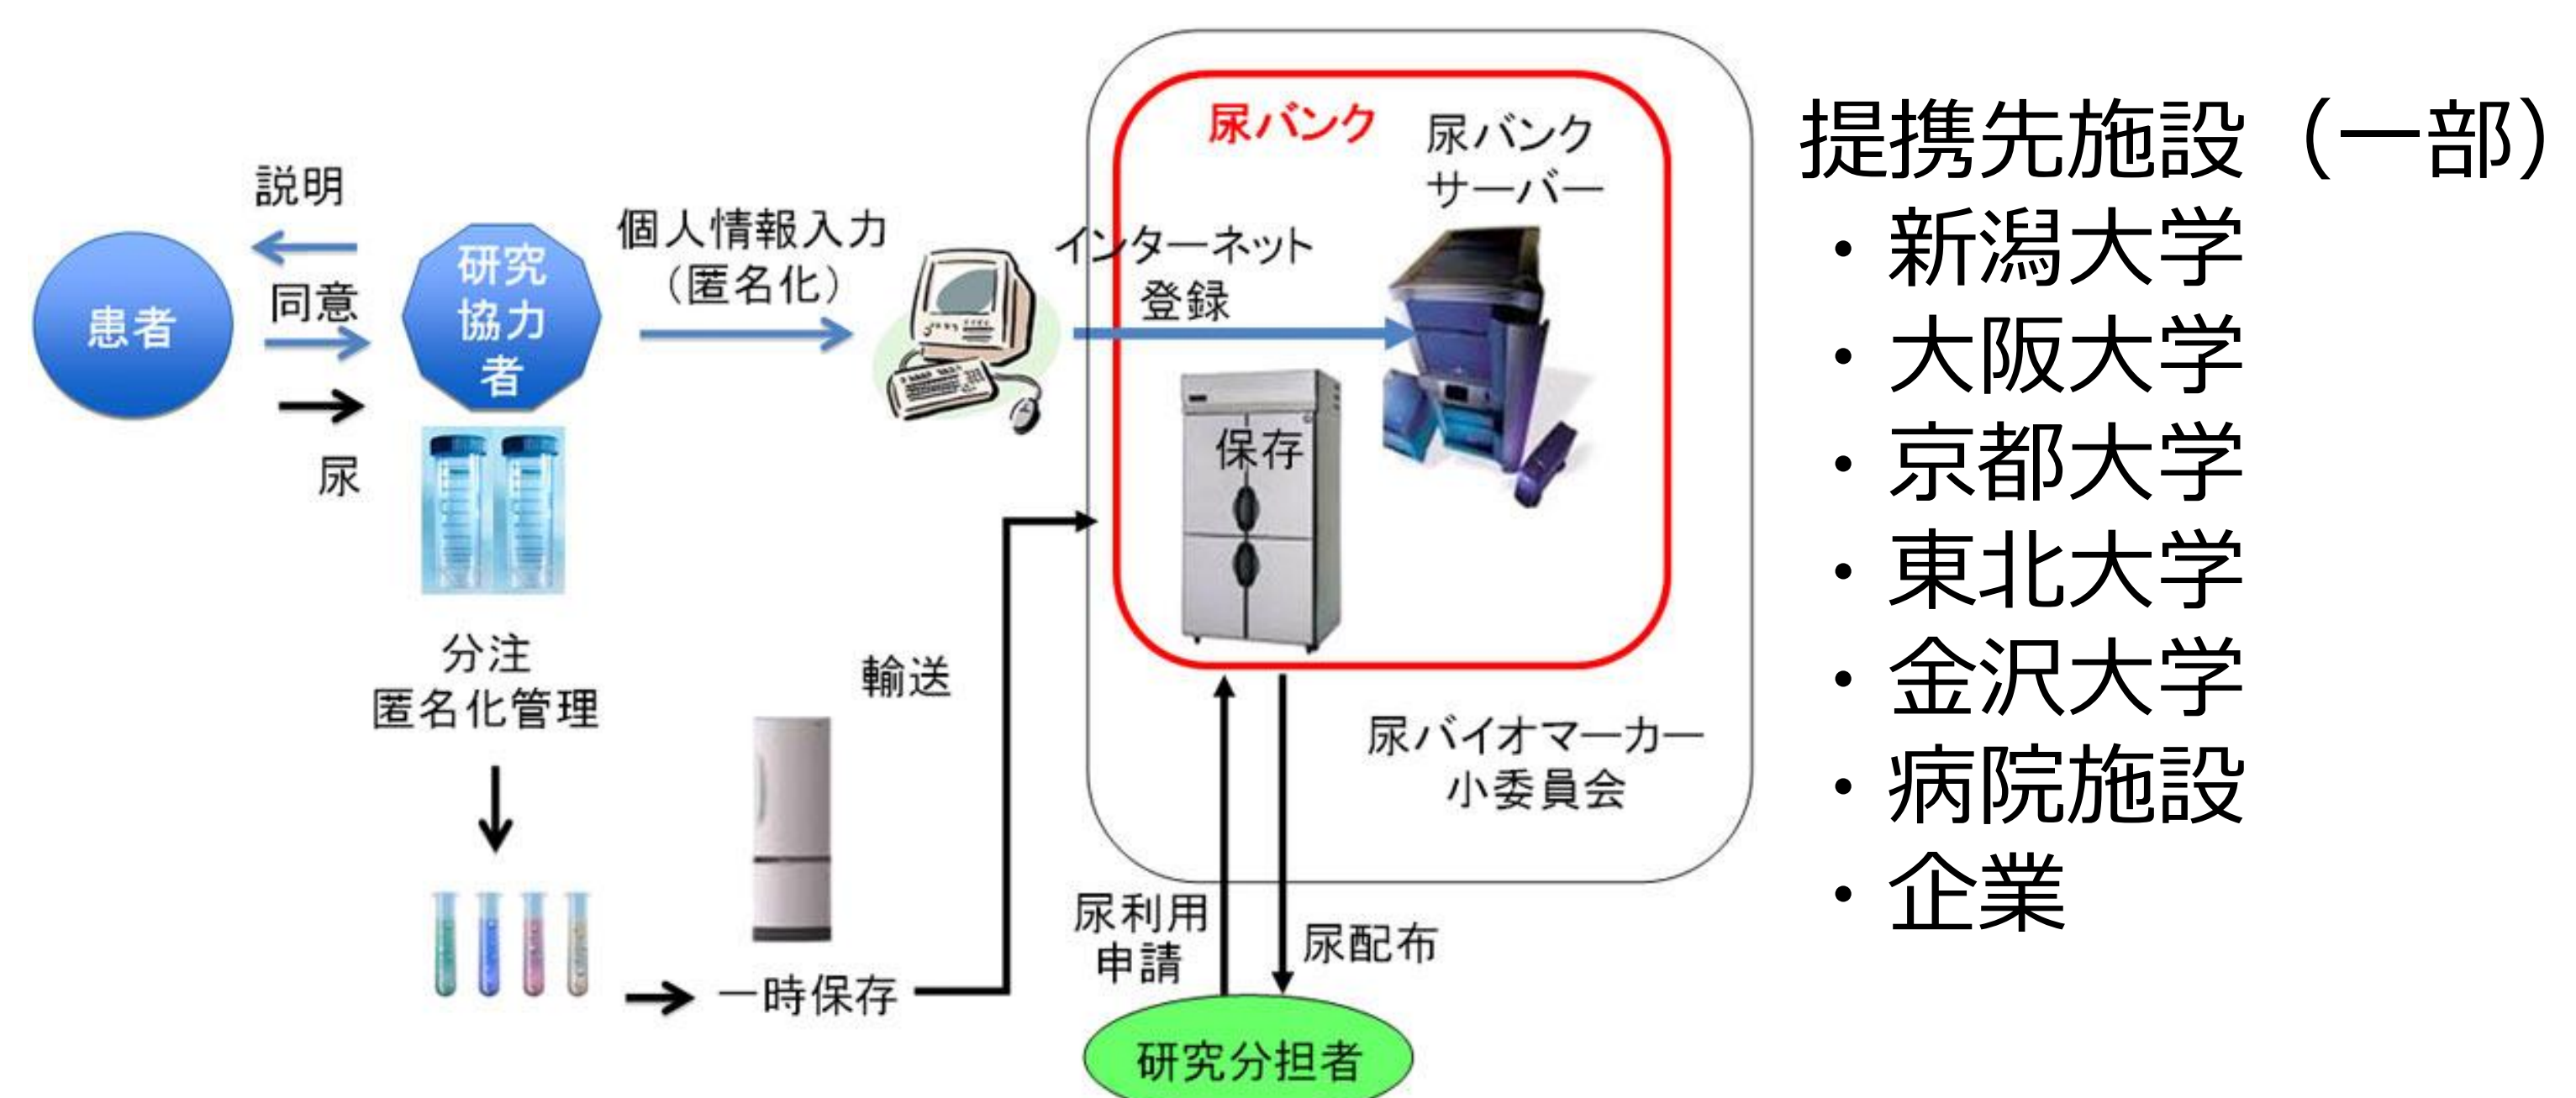 説明
患者
同意
尿
研究
協力
者
個人情報入力
（匿名化）
インターネット
登録
尿バンク
尿バンク
サーバー
保存
分注
匿名化管理
一時保存
輸送
尿バイオマーカー
小委員会
尿利用
申請
尿配布
研究分担者
提携先施設（一部）
・新潟大学
・大阪大学
・京都大学
・東北大学
・金沢大学
・病院施設
・企業